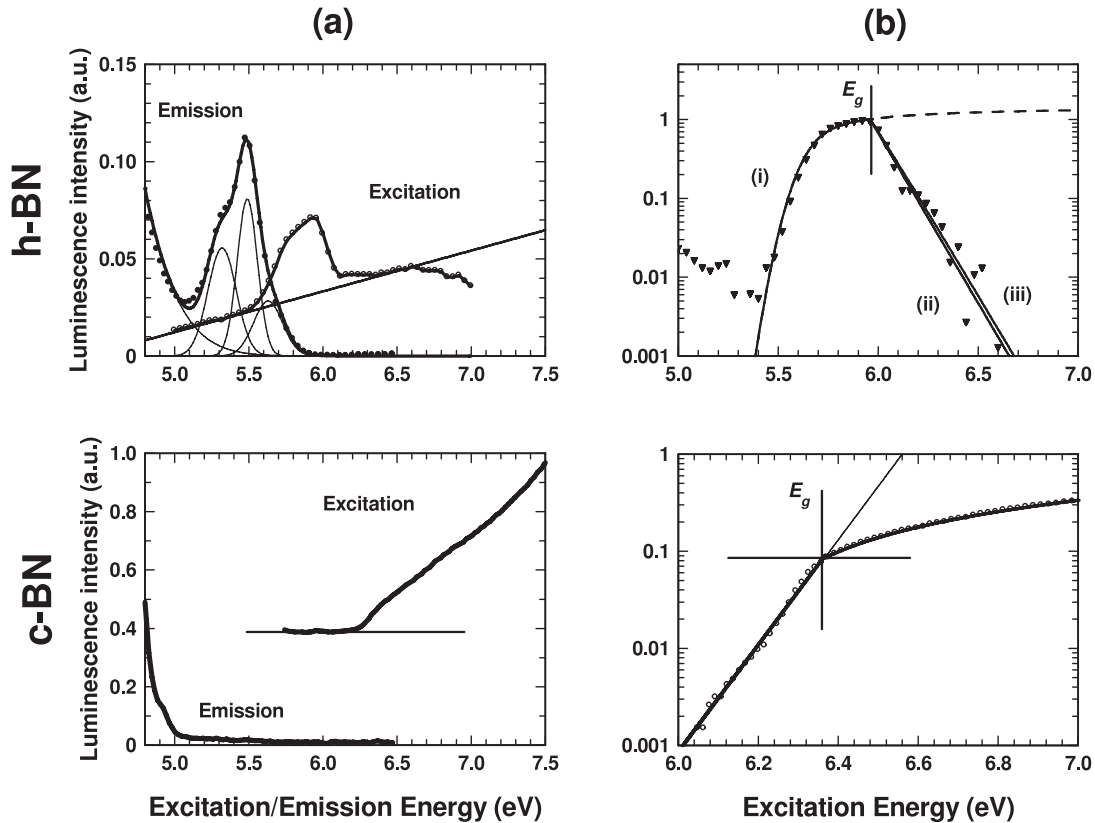 (a)
(b)
h-BN
Luminescence intensity (a.u.)
0.15
0.10
0.05
0
Emission
Excitation
5.0 5.5 6.0 6.5 7.0 7.5
1
0.1
0.01
0.001
E_g
(i)
(ii)
(iii)
5.0 5.5 6.0 6.5 7.0
c-BN
Luminescence intensity (a.u.)
1.0
0.8
0.6
0.4
0.2
0
Excitation
Emission
5.0 5.5 6.0 6.5 7.0 7.5
Excitation/Emission Energy (eV)
1
0.1
0.01
0.001
E_g
6.0 6.2 6.4 6.6 6.8 7.0
Excitation Energy (eV)